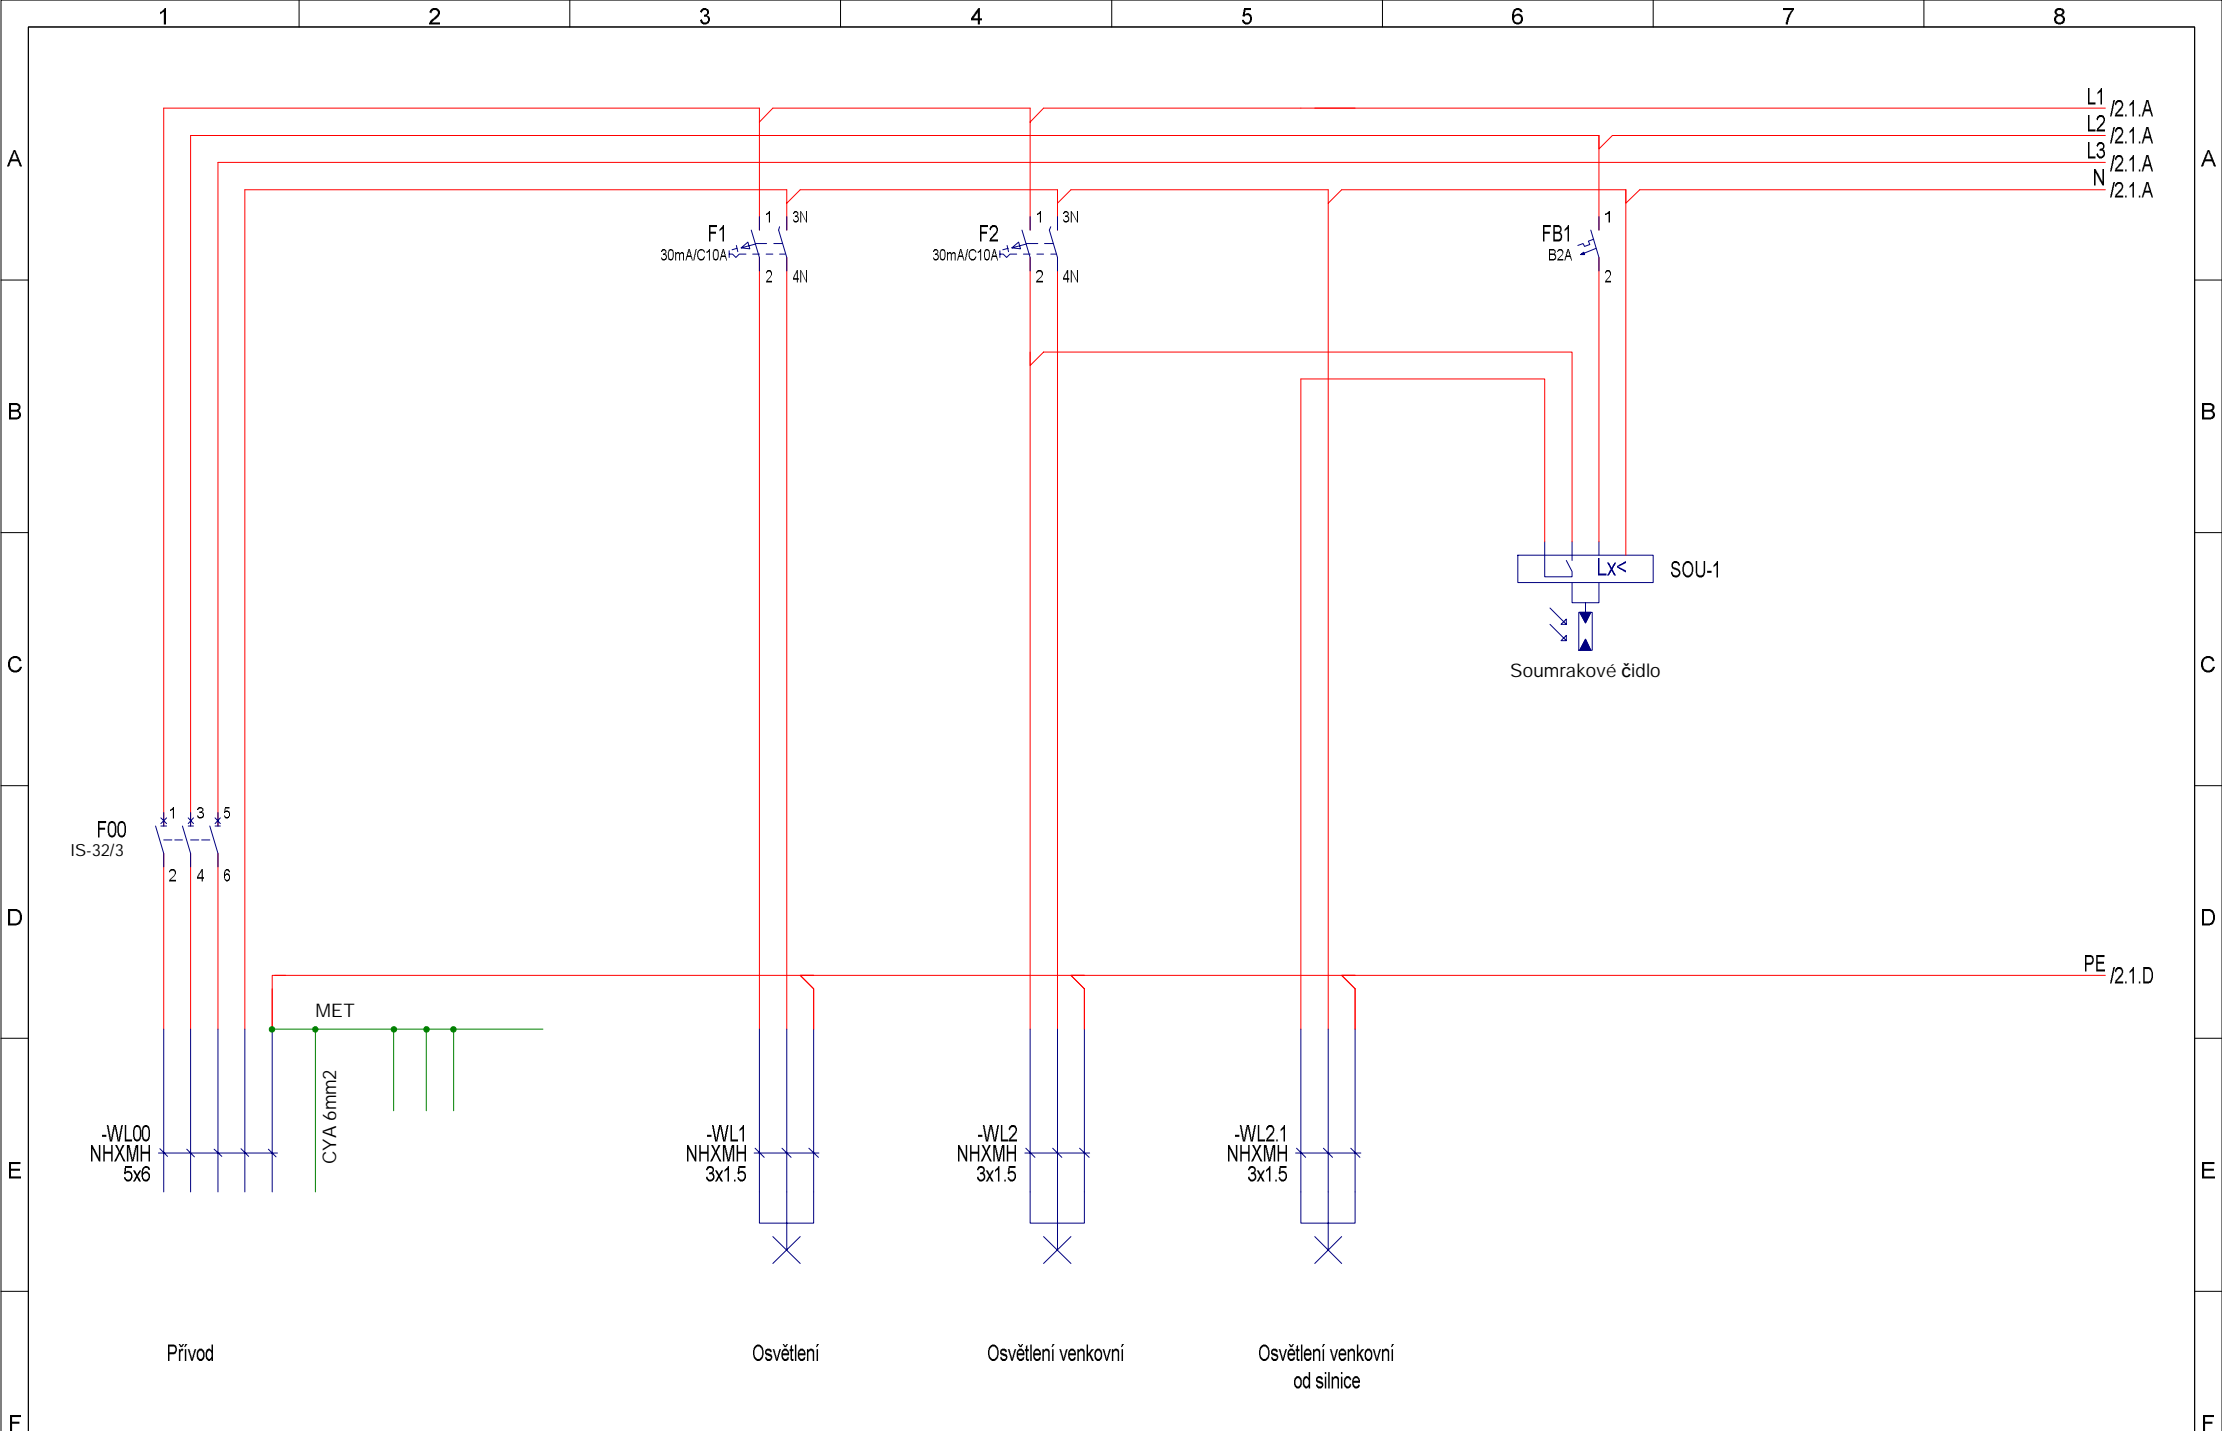 1 2 3 4 5 6 7 8
L1 /2.1.A
L2 /2.1.A
L3 /2.1.A
N /2.1.A
A A
1 3N
F1
30mA/C10A
2 4N
1 3N
F2
30mA/C10A
2 4N
1
FB1
B2A
2
B B
Lx< SOU-1
Soumrakové čidlo
C C
1 3 5
F00
IS-32/3
2 4 6
D D
PE /2.1.D
MET
CYA 6mm2
-WL00
NHXMH
5x6
-WL1
NHXMH
3x1.5
-WL2
NHXMH
3x1.5
-WL2.1
NHXMH
3x1.5
E E
Přívod
Osvětlení
Osvětlení venkovní
Osvětlení venkovní
od silnice
F F